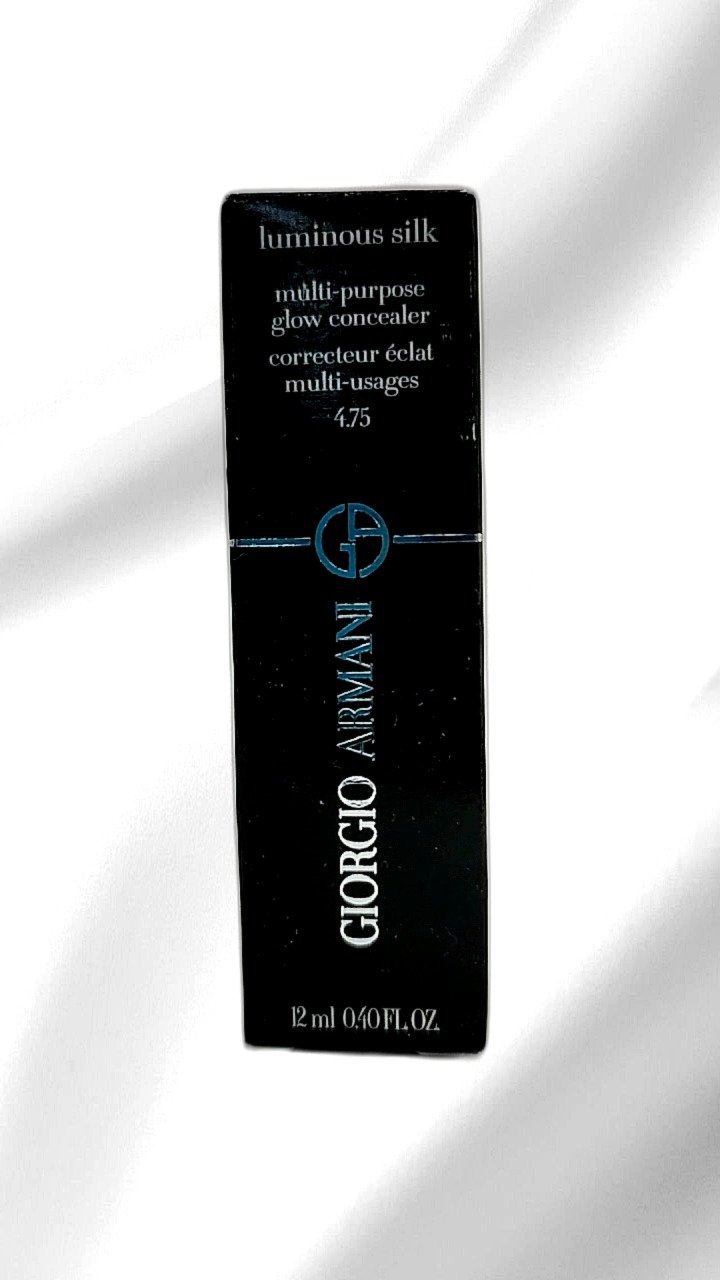 luminous silk
multi-purpose
glow concealer
correcteur éclat
multi-usages
4.75
GA
GIORGIO ARMANI
12 ml 0.40 FL. OZ.